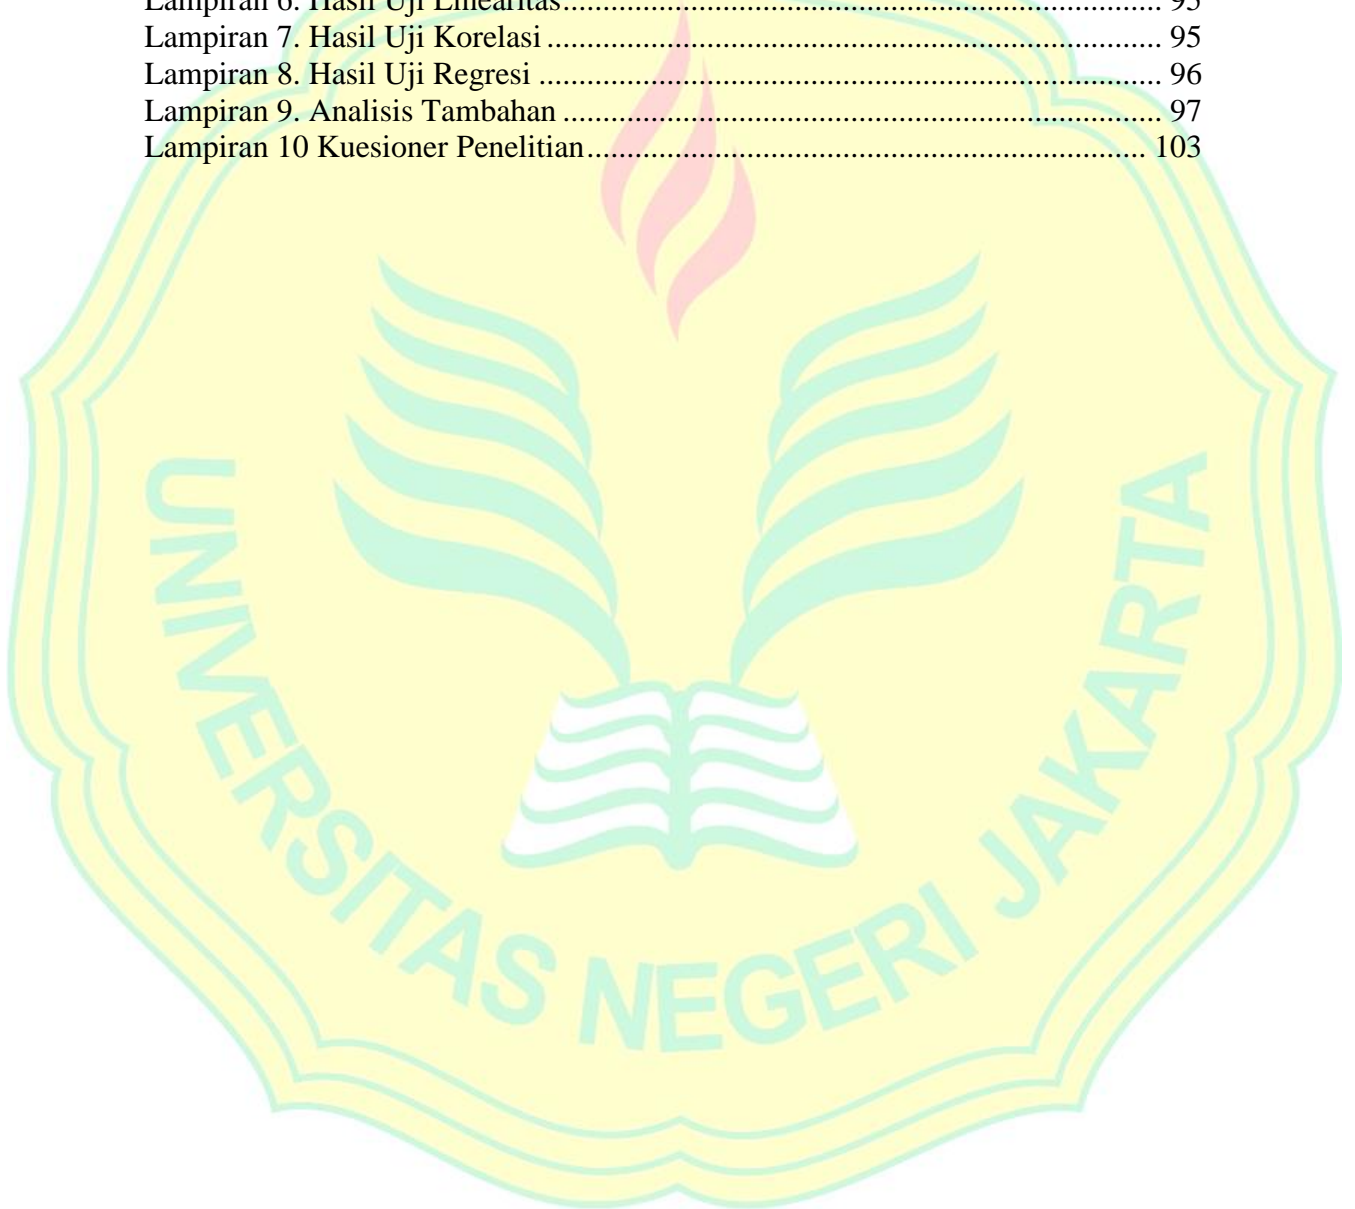 Lampiran 6. Hasil Uji Linearitas........................................................................... 95
Lampiran 7. Hasil Uji Korelasi ............................................................................. 95
Lampiran 8. Hasil Uji Regresi .............................................................................. 96
Lampiran 9. Analisis Tambahan ........................................................................... 97
Lampiran 10 Kuesioner Penelitian ...................................................................... 103
UNIVERSITAS NEGERI JAKARTA